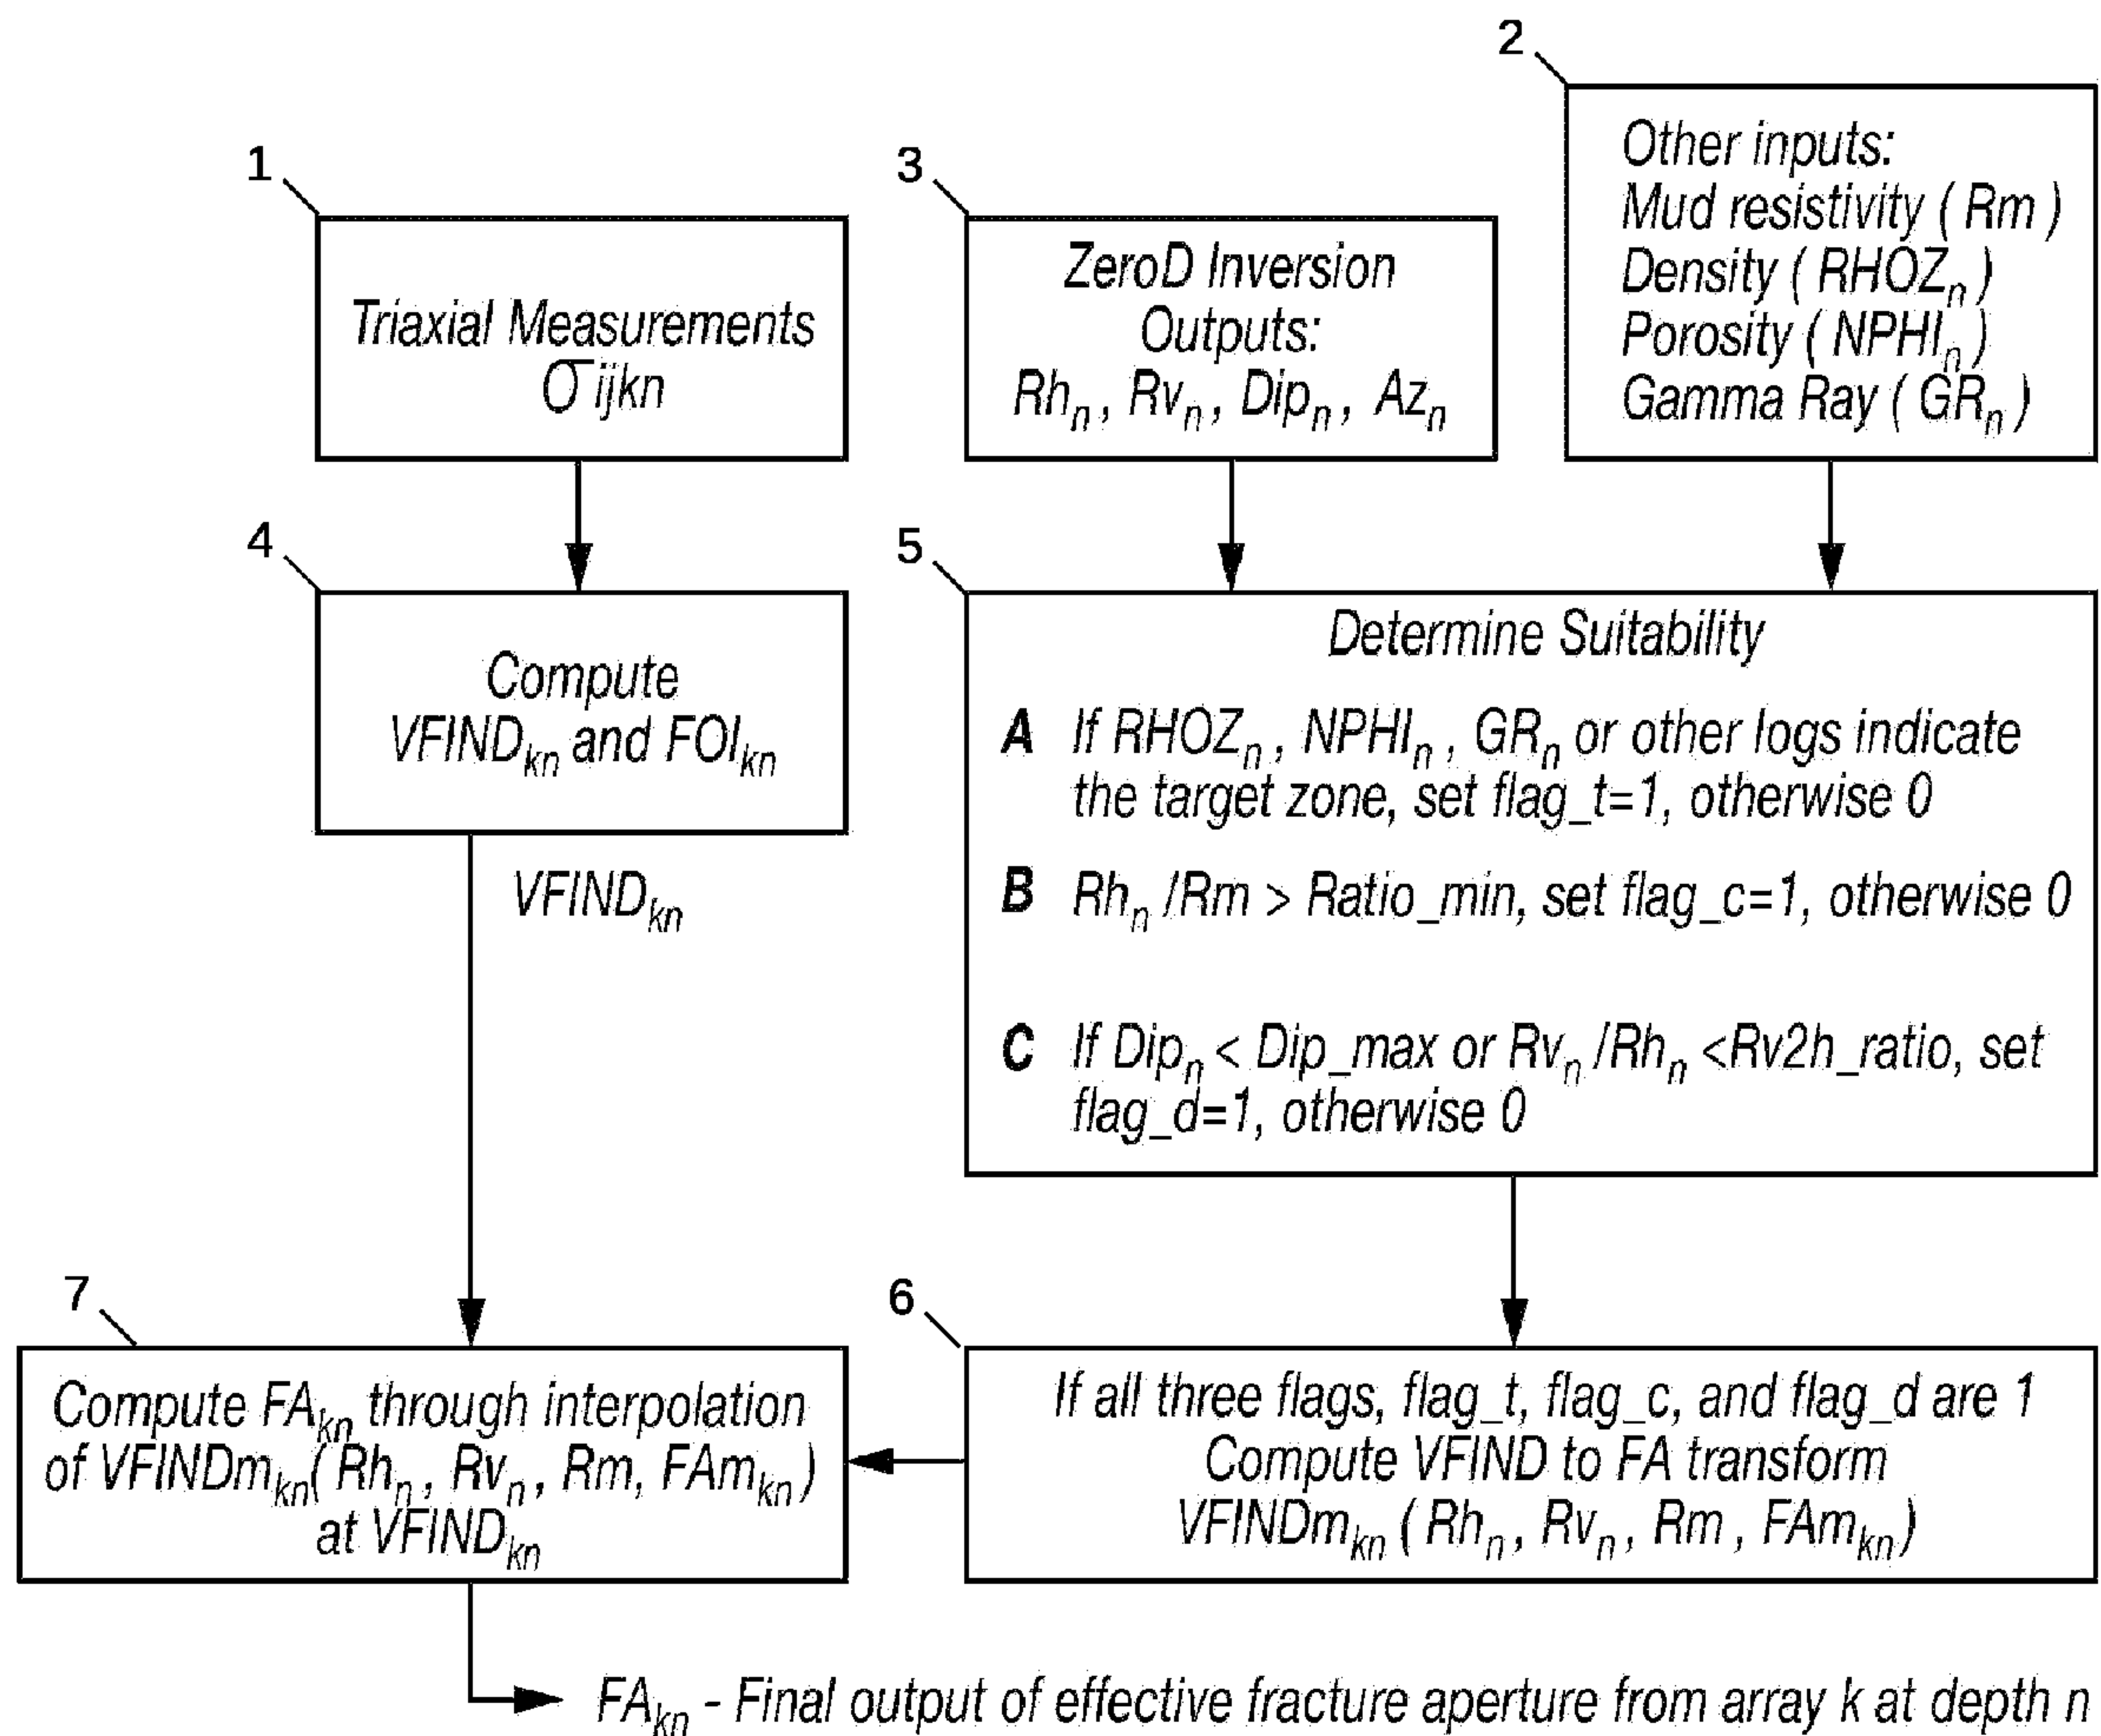 1
Triaxial Measurements
σ ijkn
3
ZeroD Inversion
Outputs:
Rhn, Rvn, Dipn, Azn
2
Other inputs:
Mud resistivity ( Rm )
Density ( RHOZn )
Porosity ( NPHIn )
Gamma Ray ( GRn )
4
Compute
VFINDkn and FOIkn
VFINDkn
5
Determine Suitability
A If RHOZn, NPHIn, GRn or other logs indicate
the target zone, set flag_t=1, otherwise 0
B Rhn /Rm > Ratio_min, set flag_c=1, otherwise 0
C If Dipn < Dip_max or Rvn /Rhn <Rv2h_ratio, set
flag_d=1, otherwise 0
7
Compute FAkn through interpolation
of VFINDmkn( Rhn, Rvn, Rm, FAmkn )
at VFINDkn
6
If all three flags, flag_t, flag_c, and flag_d are 1
Compute VFIND to FA transform
VFINDmkn ( Rhn, Rvn, Rm , FAmkn )
FAkn - Final output of effective fracture aperture from array k at depth n